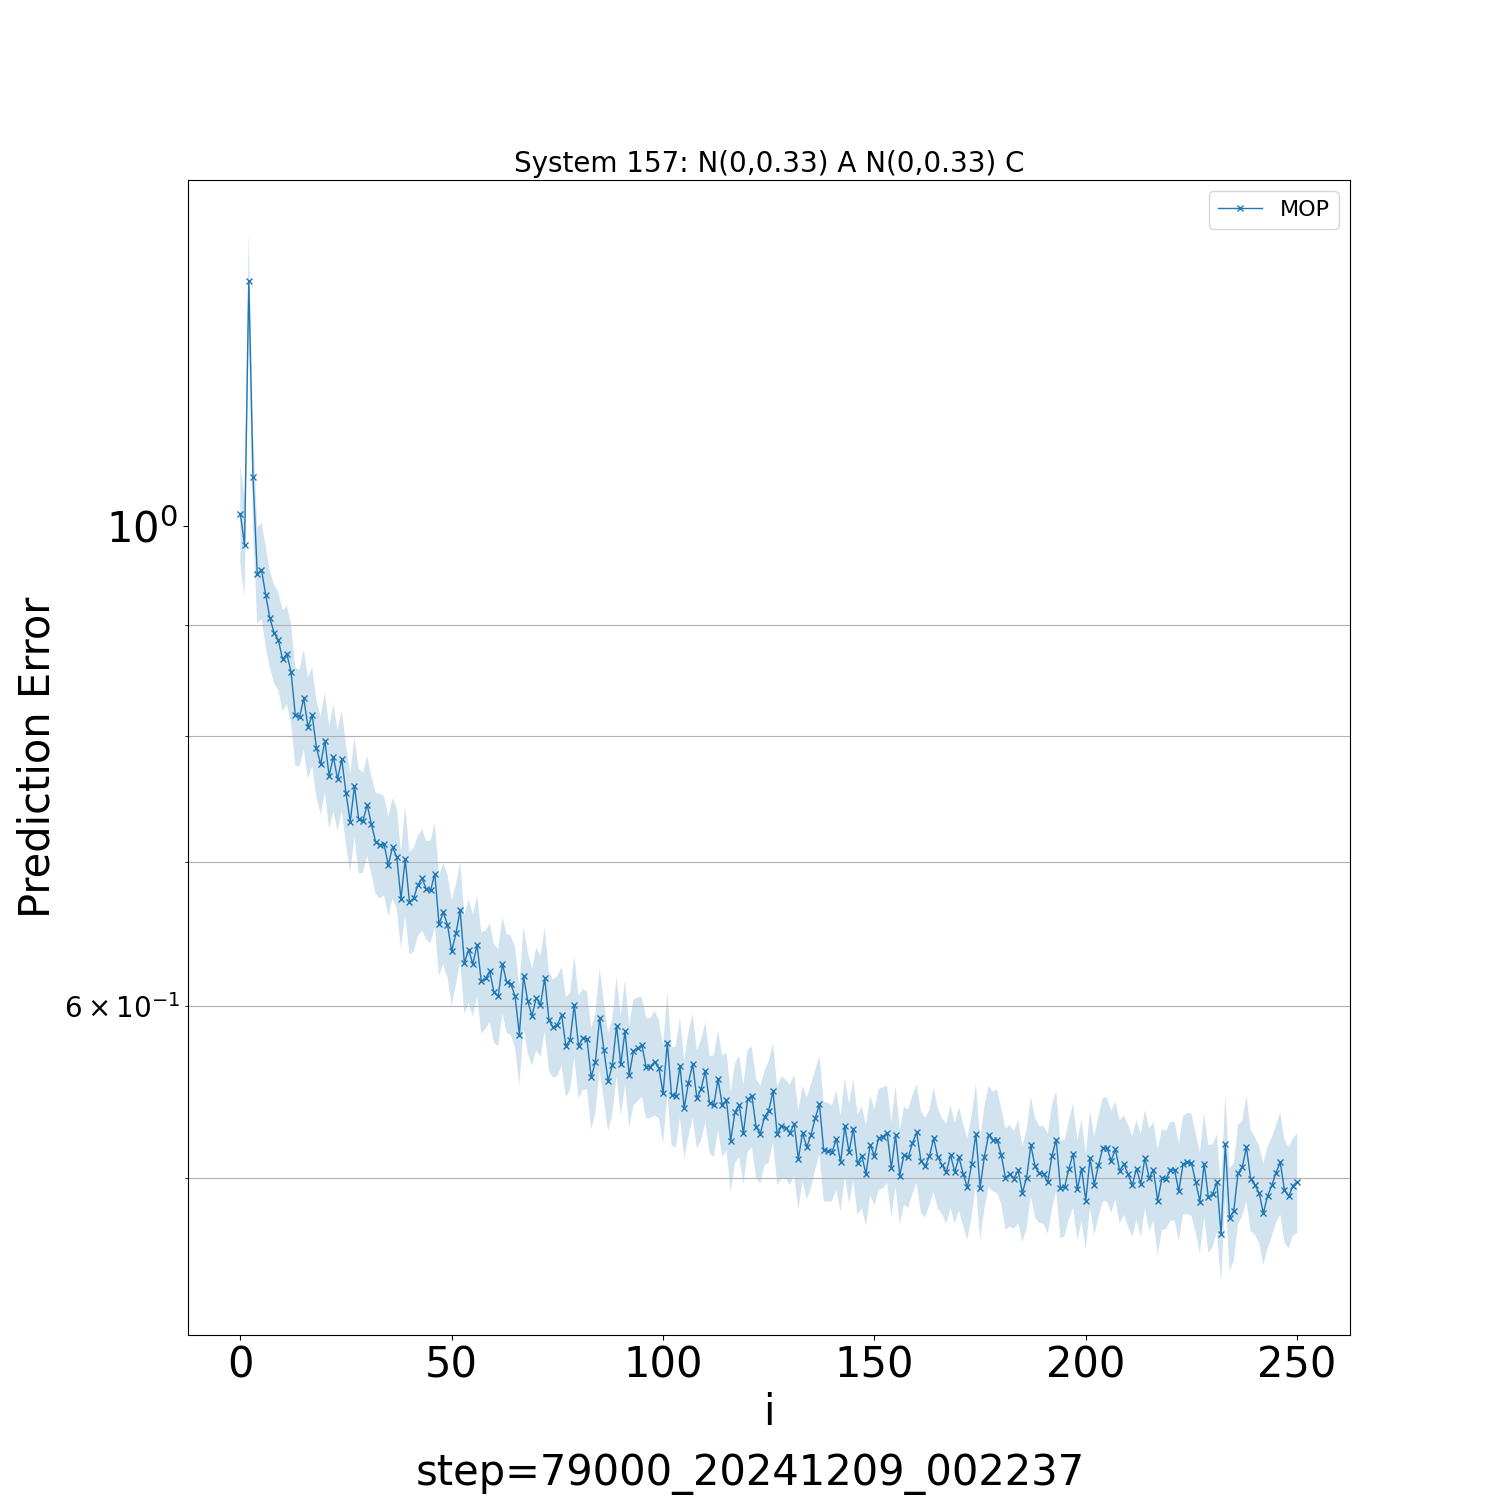 System 157: N(0,0.33) A N(0,0.33) C
MOP
10⁰
6 × 10⁻¹
Prediction Error
0 50 100 150 200 250
i
step=79000_20241209_002237